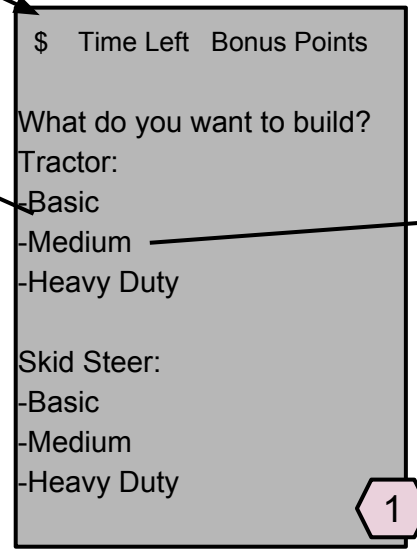 $ Time Left Bonus Points
What do you want to build?
Tractor:
-Basic
-Medium
-Heavy Duty
Skid Steer:
-Basic
-Medium
-Heavy Duty
1